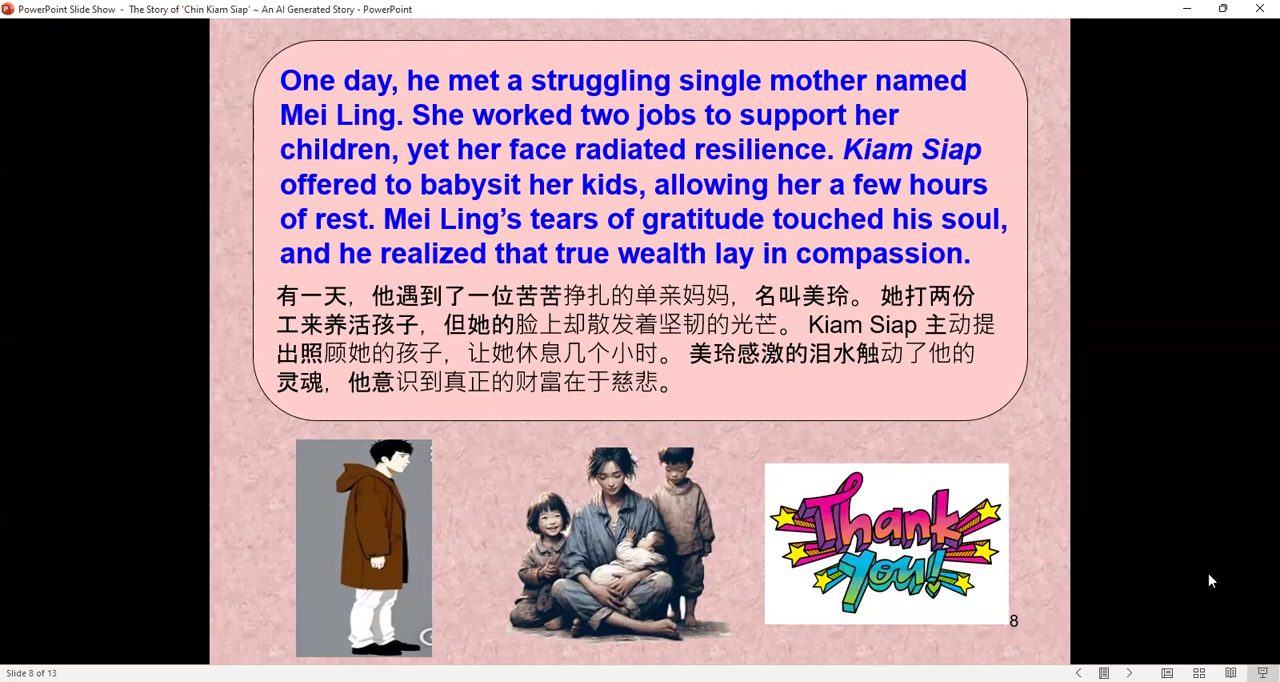 PowerPoint Slide Show - The Story of 'Chin Kiam Siap' ~ An AI Generated Story - PowerPoint
One day, he met a struggling single mother named
Mei Ling. She worked two jobs to support her
children, yet her face radiated resilience. Kiam Siap
offered to babysit her kids, allowing her a few hours
of rest. Mei Ling’s tears of gratitude touched his soul,
and he realized that true wealth lay in compassion.
有一天，他遇到了一位苦苦挣扎的单亲妈妈，名叫美玲。 她打两份
工来养活孩子，但她的脸上却散发着坚韧的光芒。 Kiam Siap 主动提
出照顾她的孩子，让她休息几个小时。 美玲感激的泪水触动了他的
灵魂，他意识到真正的财富在于慈悲。
Thank
you!
8
Slide 8 of 13